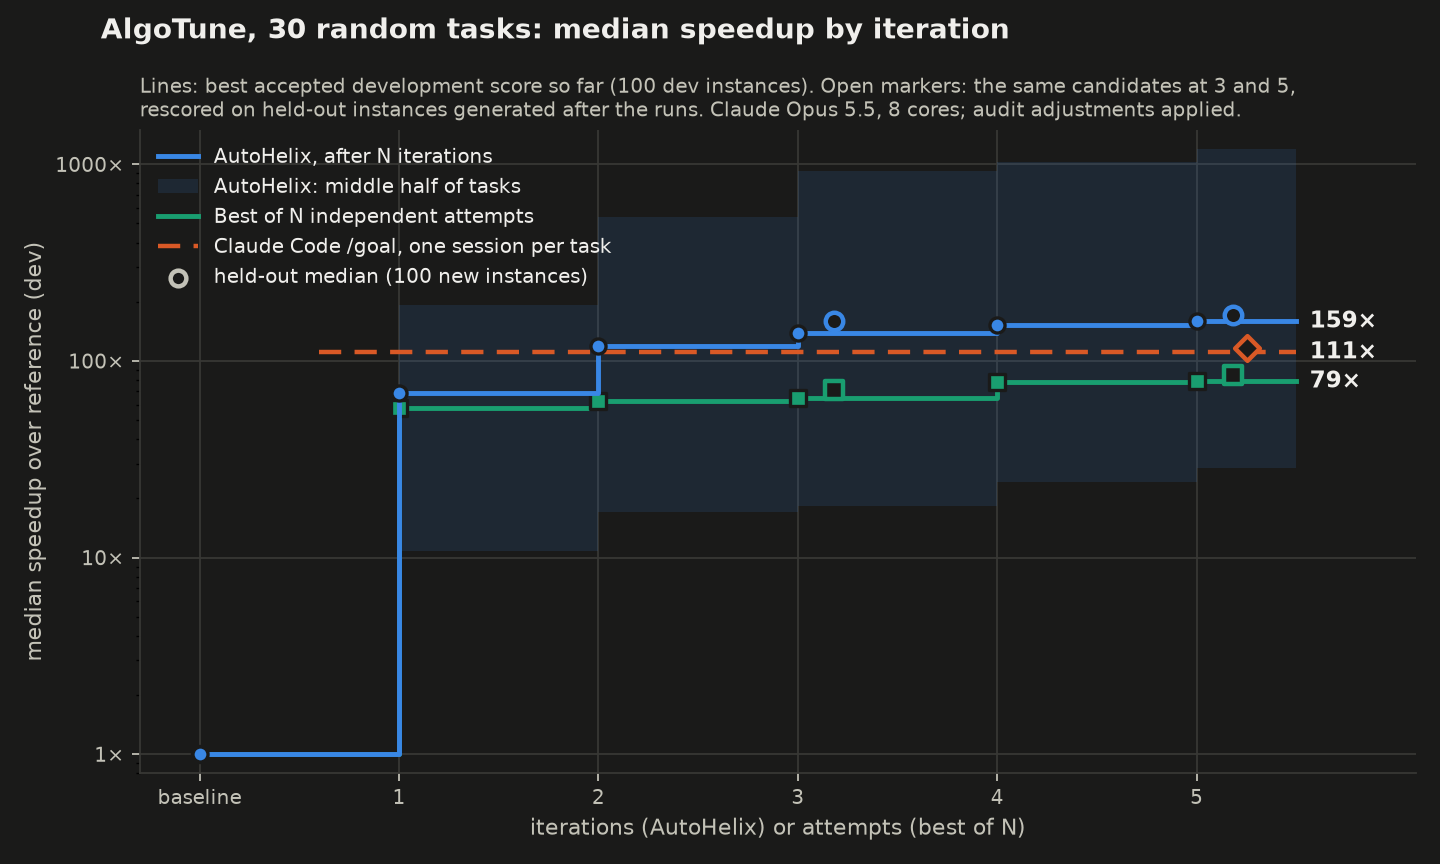 AlgoTune, 30 random tasks: median speedup by iteration
Lines: best accepted development score so far (100 dev instances). Open markers: the same candidates at 3 and 5,
rescored on held-out instances generated after the runs. Claude Opus 5.5, 8 cores; audit adjustments applied.
AutoHelix, after N iterations
AutoHelix: middle half of tasks
Best of N independent attempts
Claude Code /goal, one session per task
held-out median (100 new instances)
median speedup over reference (dev)
1000×
100×
10×
1×
159×
111×
79×
baseline
1
2
3
4
5
iterations (AutoHelix) or attempts (best of N)